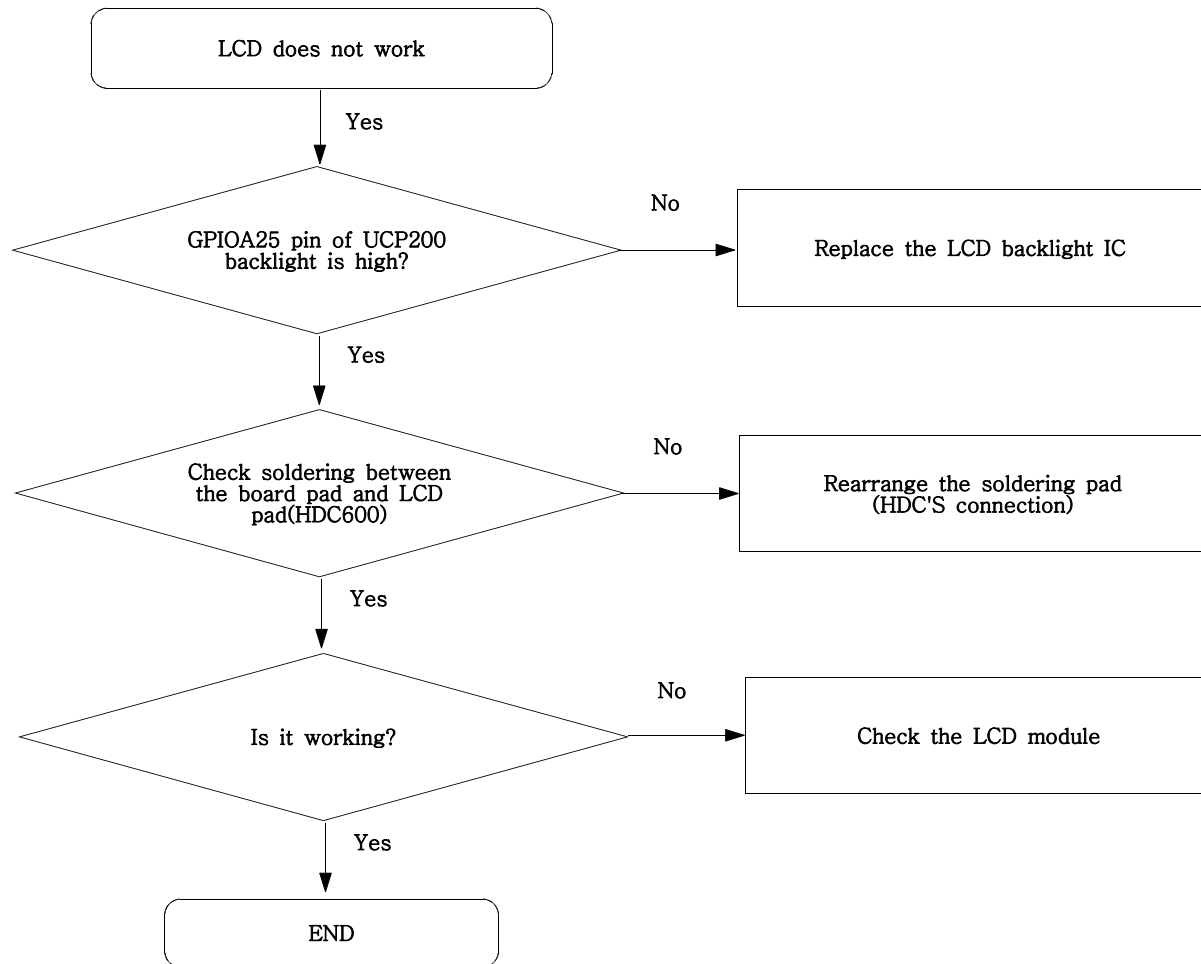 LCD does not work
Yes
GPIOA25 pin of UCP200
backlight is high?
No
Replace the LCD backlight IC
Yes
Check soldering between
the board pad and LCD
pad(HDC600)
No
Rearrange the soldering pad
(HDC'S connection)
Yes
Is it working?
No
Check the LCD module
Yes
END